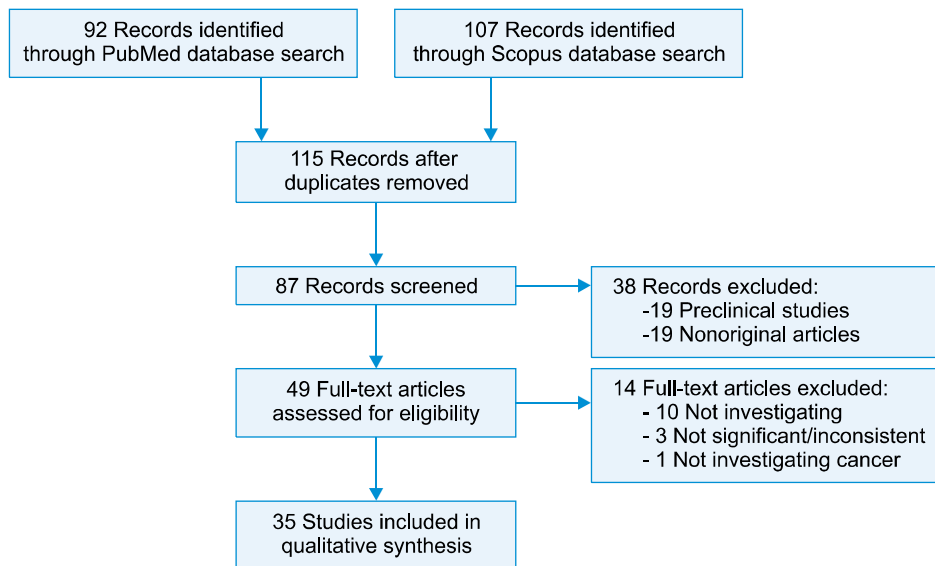 92 Records identified
through PubMed database search
107 Records identified
through Scopus database search
115 Records after
duplicates removed
87 Records screened
38 Records excluded:
-19 Preclinical studies
-19 Nonoriginal articles
49 Full-text articles
assessed for eligibility
14 Full-text articles excluded:
- 10 Not investigating
- 3 Not significant/inconsistent
- 1 Not investigating cancer
35 Studies included in
qualitative synthesis